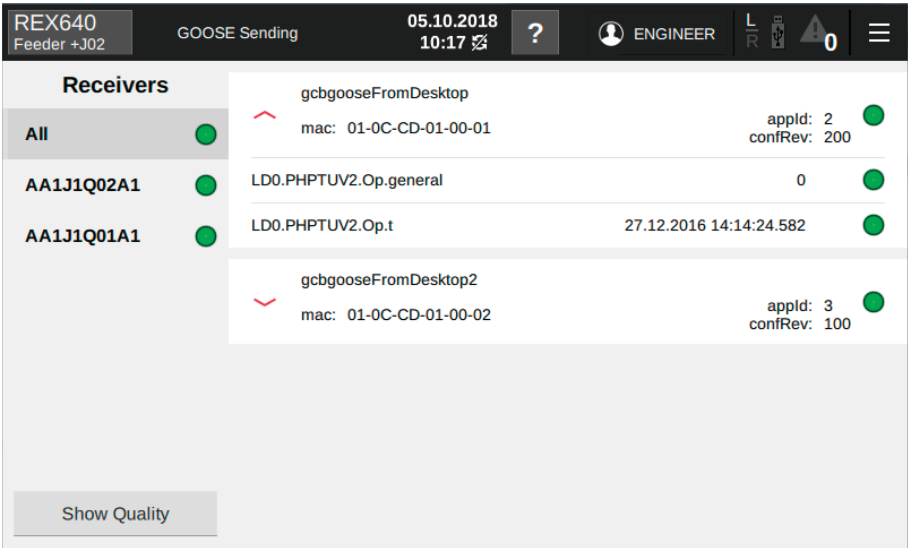 REX640
Feeder +J02
GOOSE Sending
05.10.2018
10:17
?
ENGINEER
L
R
0
Receivers
All
AA1J1Q02A1
AA1J1Q01A1
Show Quality
gcbgooseFromDesktop
mac: 01-0C-CD-01-00-01
appId: 2
confRev: 200
LD0.PHPTUV2.Op.general 0
LD0.PHPTUV2.Op.t 27.12.2016 14:14:24.582
gcbgooseFromDesktop2
mac: 01-0C-CD-01-00-02
appId: 3
confRev: 100